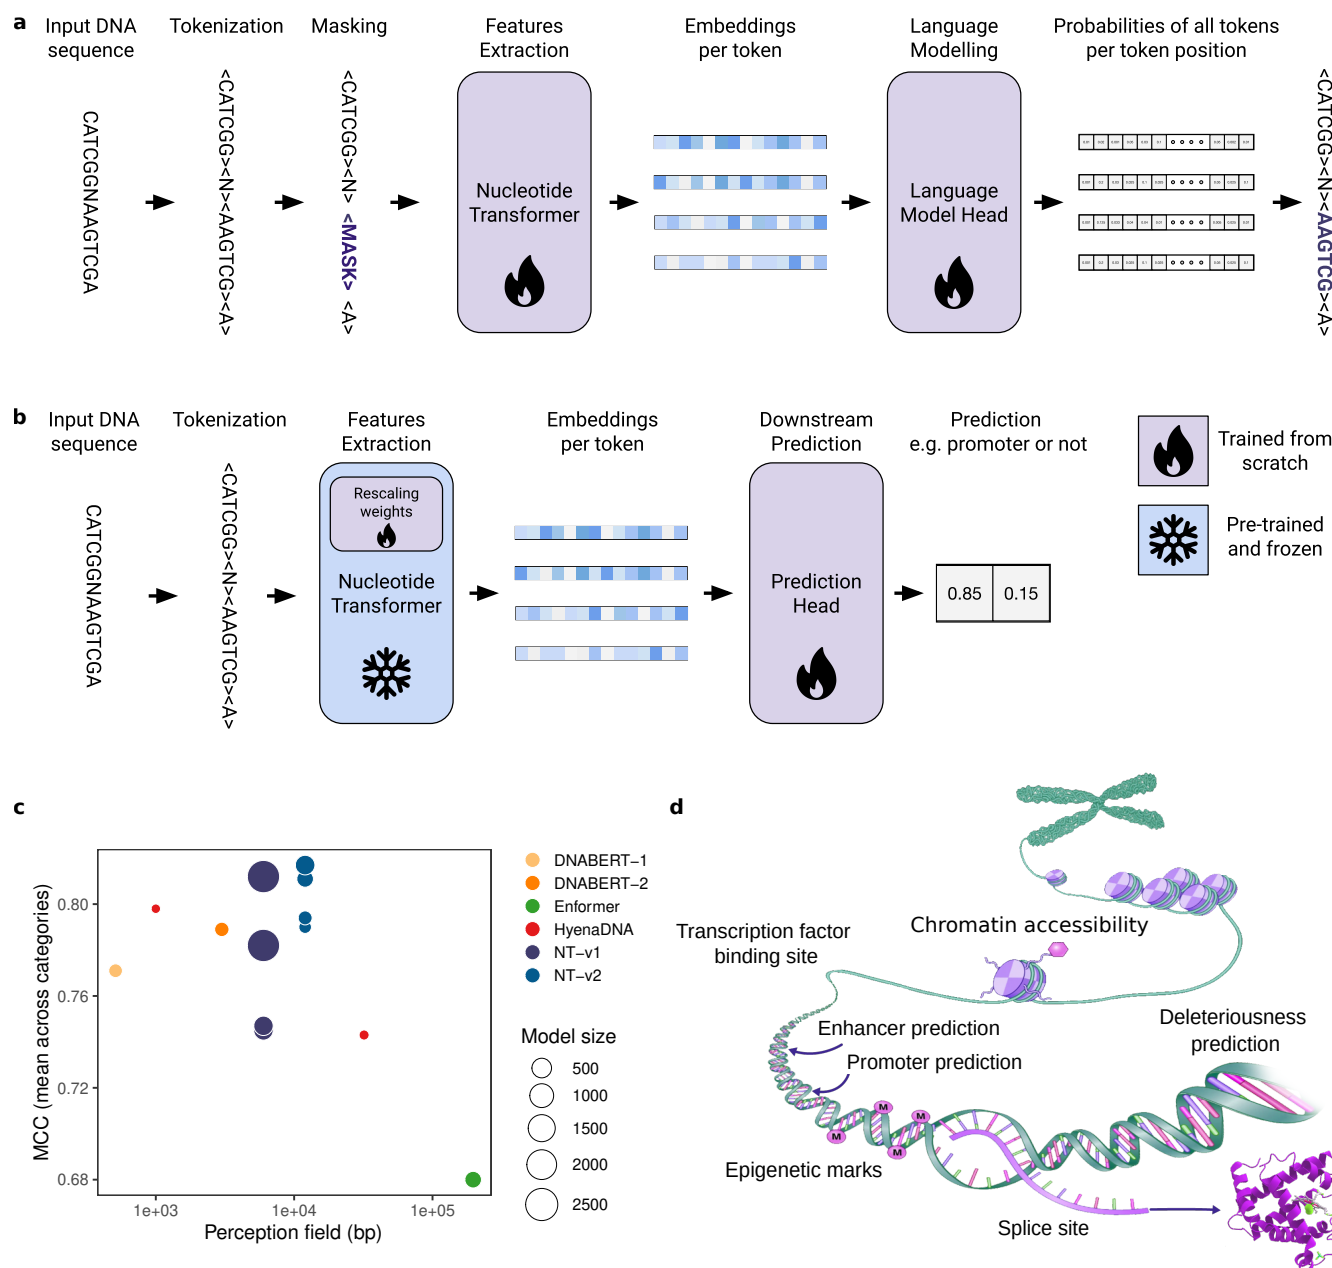 a
Input DNA
sequence
Tokenization
Masking
Features
Extraction
Embeddings
per token
Language
Modelling
Probabilities of all tokens
per token position
CATCGGNAAGTCGA
<CATCGG><N><AAGTCG><A>
<CATCGG><N> <MASK> <A>
Nucleotide
Transformer
Language
Model Head
<CATCGG><N><AAGTCG><A>
b
Input DNA
sequence
Tokenization
Features
Extraction
Embeddings
per token
Downstream
Prediction
Prediction
e.g. promoter or not
CATCGGNAAGTCGA
<CATCGG><N><AAGTCG><A>
Rescaling
weights
Nucleotide
Transformer
Prediction
Head
0.85 0.15
Trained from
scratch
Pre-trained
and frozen
c
MCC (mean across categories)
0.80
0.76
0.72
0.68
1e+03 1e+04 1e+05
Perception field (bp)
DNABERT−1
DNABERT−2
Enformer
HyenaDNA
NT−v1
NT−v2
Model size
500
1000
1500
2000
2500
d
Chromatin accessibility
Transcription factor
binding site
Enhancer prediction
Promoter prediction
Deleteriousness
prediction
M
M
M
M
Epigenetic marks
Splice site